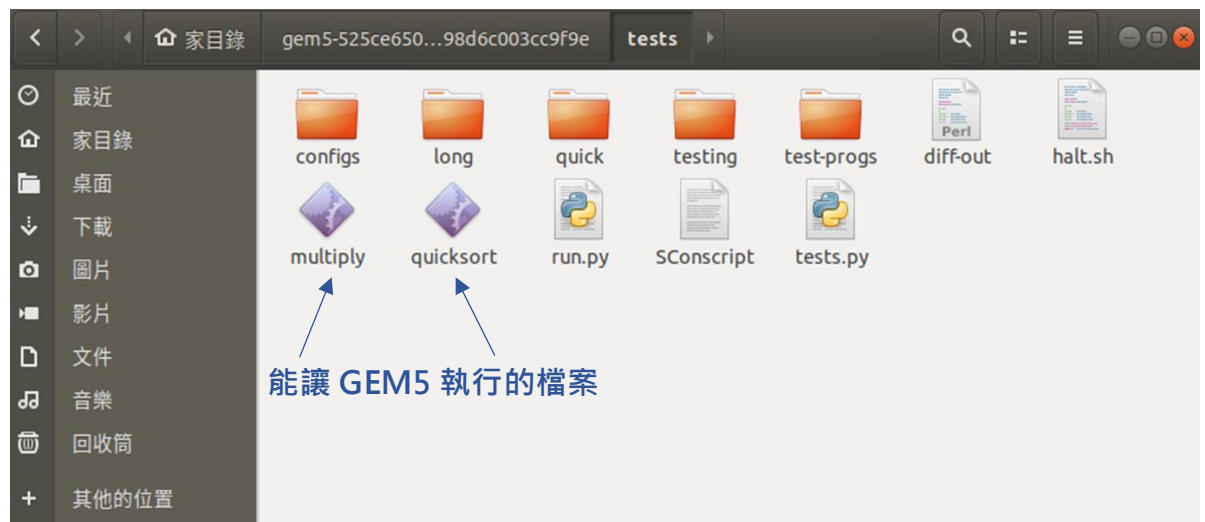 家目錄 gem5-525ce650...98d6c003cc9f9e tests
最近
家目錄
桌面
下載
圖片
影片
文件
音樂
回收筒
其他的位置
configs long quick testing test-progs diff-out halt.sh
Perl
multiply quicksort run.py SConscript tests.py
能讓 GEM5 執行的檔案